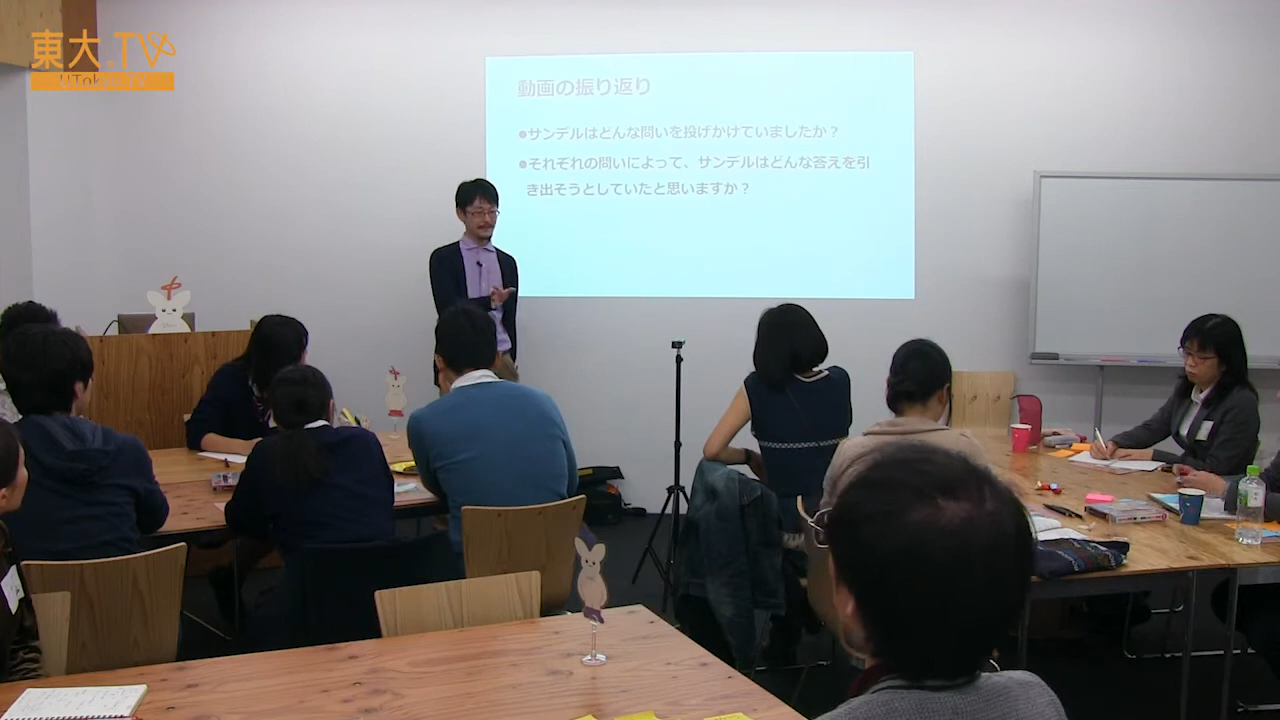 東大.TV
UTokyo TV
動画の振り返り
●サンデルはどんな問いを投げかけていましたか？
●それぞれの問いによって、サンデルはどんな答えを引
き出そうとしていたと思いますか？